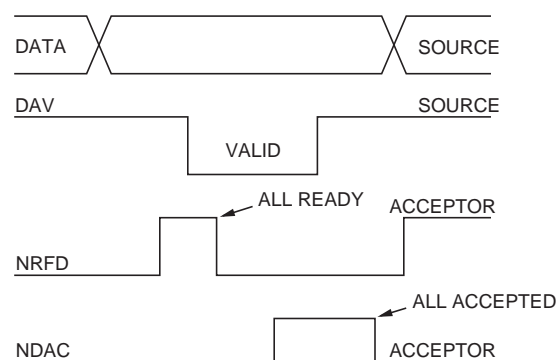 DATA SOURCE
DAV SOURCE
VALID
ALL READY
ACCEPTOR
NRFD
ALL ACCEPTED
NDAC ACCEPTOR